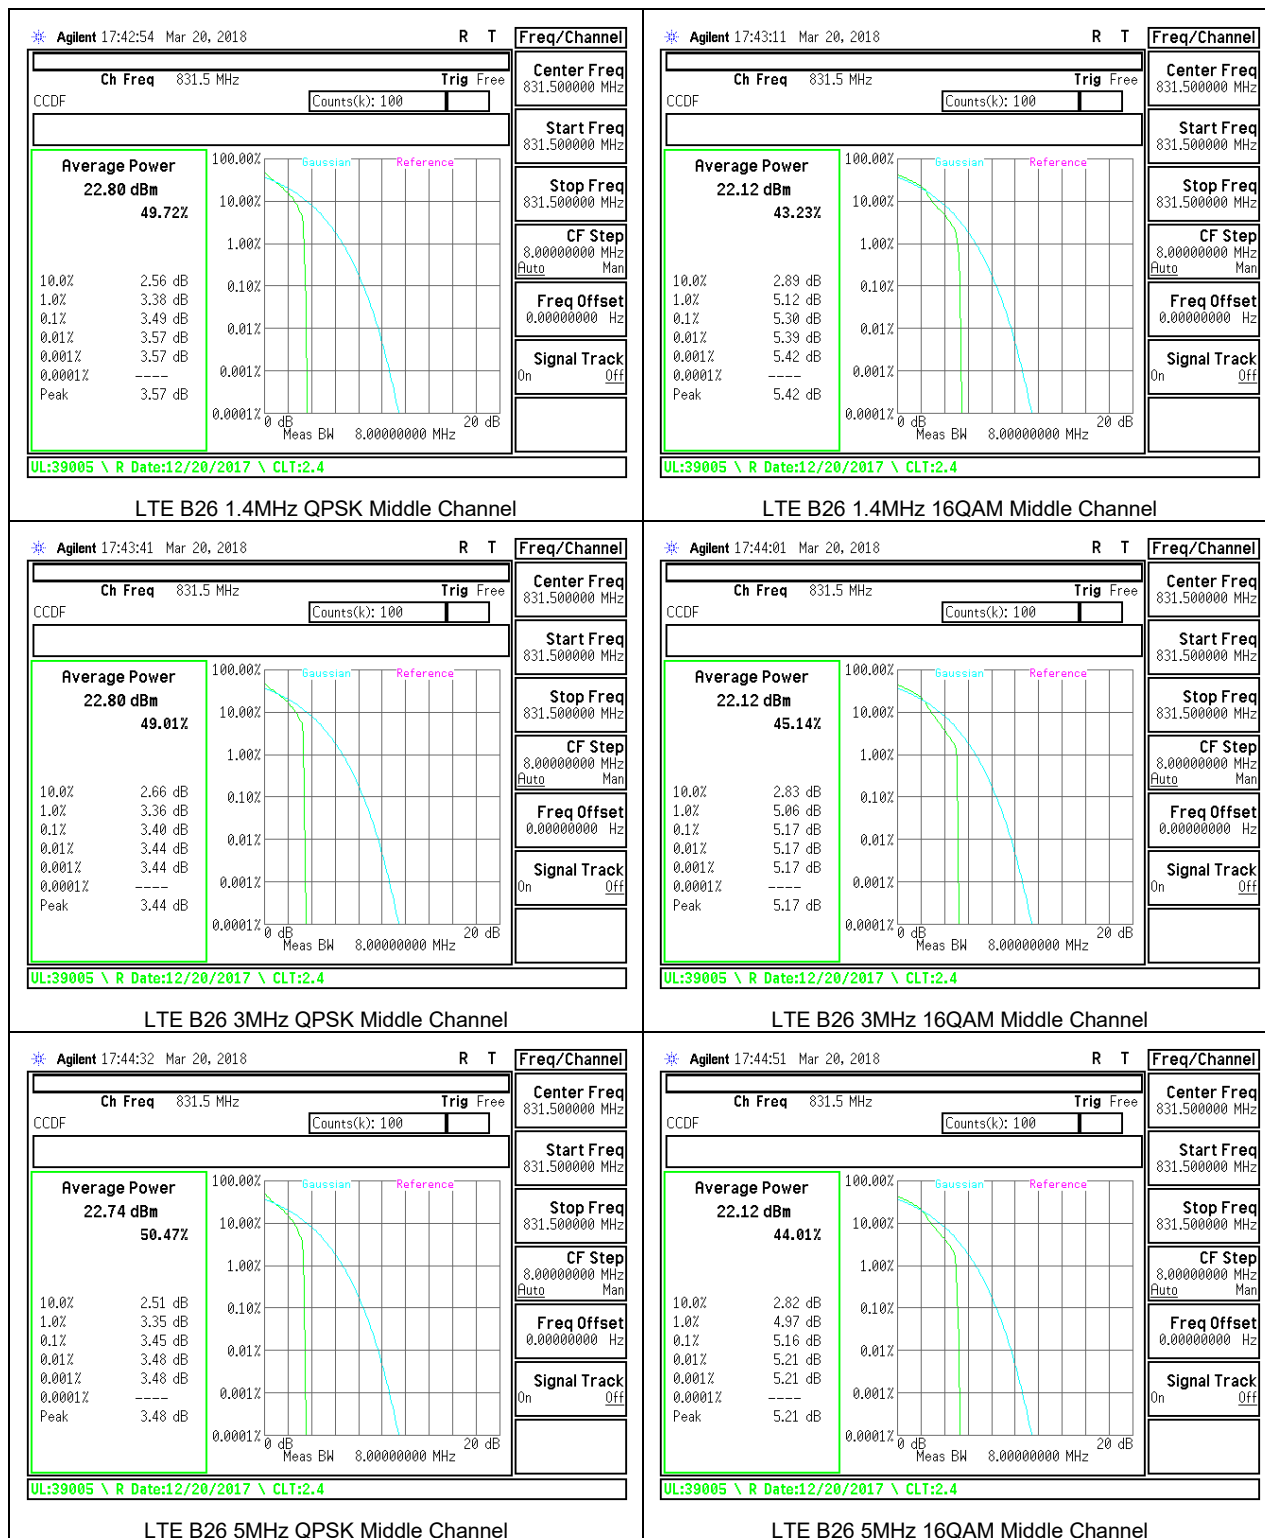 Agilent 17:42:54 Mar 20, 2018 R T Freq/Channel
Ch Freq 831.5 MHz Trig Free
CCDF Counts(k): 100
Center Freq
831.500000 MHz
Start Freq
831.500000 MHz
Stop Freq
831.500000 MHz
CF Step
8.00000000 MHz
Auto Man
Freq Offset
0.00000000 Hz
Signal Track
On Off
Average Power
22.80 dBm
49.72%
10.0% 2.56 dB
1.0% 3.38 dB
0.1% 3.49 dB
0.01% 3.57 dB
0.001% 3.57 dB
0.0001% ----
Peak 3.57 dB
Gaussian Reference
100.00%
10.00%
1.00%
0.10%
0.01%
0.001%
0.0001%
0 dB 20 dB
Meas BW 8.00000000 MHz
UL:39005 \ R Date:12/20/2017 \ CLT:2.4
LTE B26 1.4MHz QPSK Middle Channel
Agilent 17:43:11 Mar 20, 2018 R T Freq/Channel
Ch Freq 831.5 MHz Trig Free
CCDF Counts(k): 100
Center Freq
831.500000 MHz
Start Freq
831.500000 MHz
Stop Freq
831.500000 MHz
CF Step
8.00000000 MHz
Auto Man
Freq Offset
0.00000000 Hz
Signal Track
On Off
Average Power
22.12 dBm
43.23%
10.0% 2.89 dB
1.0% 5.12 dB
0.1% 5.30 dB
0.01% 5.39 dB
0.001% 5.42 dB
0.0001% ----
Peak 5.42 dB
Gaussian Reference
100.00%
10.00%
1.00%
0.10%
0.01%
0.001%
0.0001%
0 dB 20 dB
Meas BW 8.00000000 MHz
UL:39005 \ R Date:12/20/2017 \ CLT:2.4
LTE B26 1.4MHz 16QAM Middle Channel
Agilent 17:43:41 Mar 20, 2018 R T Freq/Channel
Ch Freq 831.5 MHz Trig Free
CCDF Counts(k): 100
Center Freq
831.500000 MHz
Start Freq
831.500000 MHz
Stop Freq
831.500000 MHz
CF Step
8.00000000 MHz
Auto Man
Freq Offset
0.00000000 Hz
Signal Track
On Off
Average Power
22.80 dBm
49.01%
10.0% 2.66 dB
1.0% 3.36 dB
0.1% 3.40 dB
0.01% 3.44 dB
0.001% 3.44 dB
0.0001% ----
Peak 3.44 dB
Gaussian Reference
100.00%
10.00%
1.00%
0.10%
0.01%
0.001%
0.0001%
0 dB 20 dB
Meas BW 8.00000000 MHz
UL:39005 \ R Date:12/20/2017 \ CLT:2.4
LTE B26 3MHz QPSK Middle Channel
Agilent 17:44:01 Mar 20, 2018 R T Freq/Channel
Ch Freq 831.5 MHz Trig Free
CCDF Counts(k): 100
Center Freq
831.500000 MHz
Start Freq
831.500000 MHz
Stop Freq
831.500000 MHz
CF Step
8.00000000 MHz
Auto Man
Freq Offset
0.00000000 Hz
Signal Track
On Off
Average Power
22.12 dBm
45.14%
10.0% 2.83 dB
1.0% 5.06 dB
0.1% 5.17 dB
0.01% 5.17 dB
0.001% 5.17 dB
0.0001% ----
Peak 5.17 dB
Gaussian Reference
100.00%
10.00%
1.00%
0.10%
0.01%
0.001%
0.0001%
0 dB 20 dB
Meas BW 8.00000000 MHz
UL:39005 \ R Date:12/20/2017 \ CLT:2.4
LTE B26 3MHz 16QAM Middle Channel
Agilent 17:44:32 Mar 20, 2018 R T Freq/Channel
Ch Freq 831.5 MHz Trig Free
CCDF Counts(k): 100
Center Freq
831.500000 MHz
Start Freq
831.500000 MHz
Stop Freq
831.500000 MHz
CF Step
8.00000000 MHz
Auto Man
Freq Offset
0.00000000 Hz
Signal Track
On Off
Average Power
22.74 dBm
50.47%
10.0% 2.51 dB
1.0% 3.35 dB
0.1% 3.45 dB
0.01% 3.48 dB
0.001% 3.48 dB
0.0001% ----
Peak 3.48 dB
Gaussian Reference
100.00%
10.00%
1.00%
0.10%
0.01%
0.001%
0.0001%
0 dB 20 dB
Meas BW 8.00000000 MHz
UL:39005 \ R Date:12/20/2017 \ CLT:2.4
LTE B26 5MHz QPSK Middle Channel
Agilent 17:44:51 Mar 20, 2018 R T Freq/Channel
Ch Freq 831.5 MHz Trig Free
CCDF Counts(k): 100
Center Freq
831.500000 MHz
Start Freq
831.500000 MHz
Stop Freq
831.500000 MHz
CF Step
8.00000000 MHz
Auto Man
Freq Offset
0.00000000 Hz
Signal Track
On Off
Average Power
22.12 dBm
44.01%
10.0% 2.82 dB
1.0% 4.97 dB
0.1% 5.16 dB
0.01% 5.21 dB
0.001% 5.21 dB
0.0001% ----
Peak 5.21 dB
Gaussian Reference
100.00%
10.00%
1.00%
0.10%
0.01%
0.001%
0.0001%
0 dB 20 dB
Meas BW 8.00000000 MHz
UL:39005 \ R Date:12/20/2017 \ CLT:2.4
LTE B26 5MHz 16QAM Middle Channel